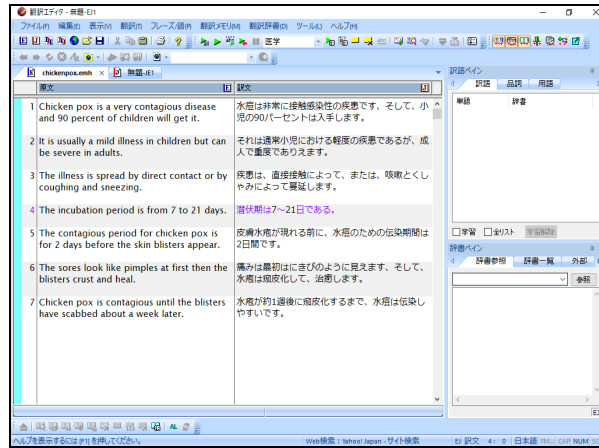 翻訳エディタ - 無題-EJ1
ファイル(F) 編集(E) 表示(V) 翻訳(T) フレーズ/語(P) 翻訳メモリ(M) 翻訳辞書(D) ツール(L) ヘルプ(H)
医学
chickenpox.emh × 無題-EJ1
原文 E 訳文 J
1 Chicken pox is a very contagious disease and 90 percent of children will get it.
水痘は非常に接触感染性の疾患です、そして、小児の90パーセントは入手します。
2 It is usually a mild illness in children but can be severe in adults.
それは通常小児における軽度の疾患であるが、成人で重度でありえます。
3 The illness is spread by direct contact or by coughing and sneezing.
疾患は、直接接触によって、または、咳嗽とくしゃみによって蔓延します。
4 The incubation period is from 7 to 21 days.
潜伏期は7～21日である。
5 The contagious period for chicken pox is for 2 days before the skin blisters appear.
皮膚水疱が現れる前に、水痘のための伝染期間は2日間です。
6 The sores look like pimples at first then the blisters crust and heal.
痛みは最初はにきびのように見えます、そして、水疱は痂皮化して、治癒します。
7 Chicken pox is contagious until the blisters have scabbed about a week later.
水疱が約1週後に痂皮化するまで、水痘は伝染しやすいです。
訳語ペイン
訳語 品詞 用語
単語 辞書
学習 全リスト 学習解除
辞書ペイン
辞書参照 辞書一覧 外部
参照
ヘルプを表示するには [F1] を押してください。
Web検索：Yahoo! Japan - サイト検索
EJ 訳文 4: 0 日本語 CAP NUM